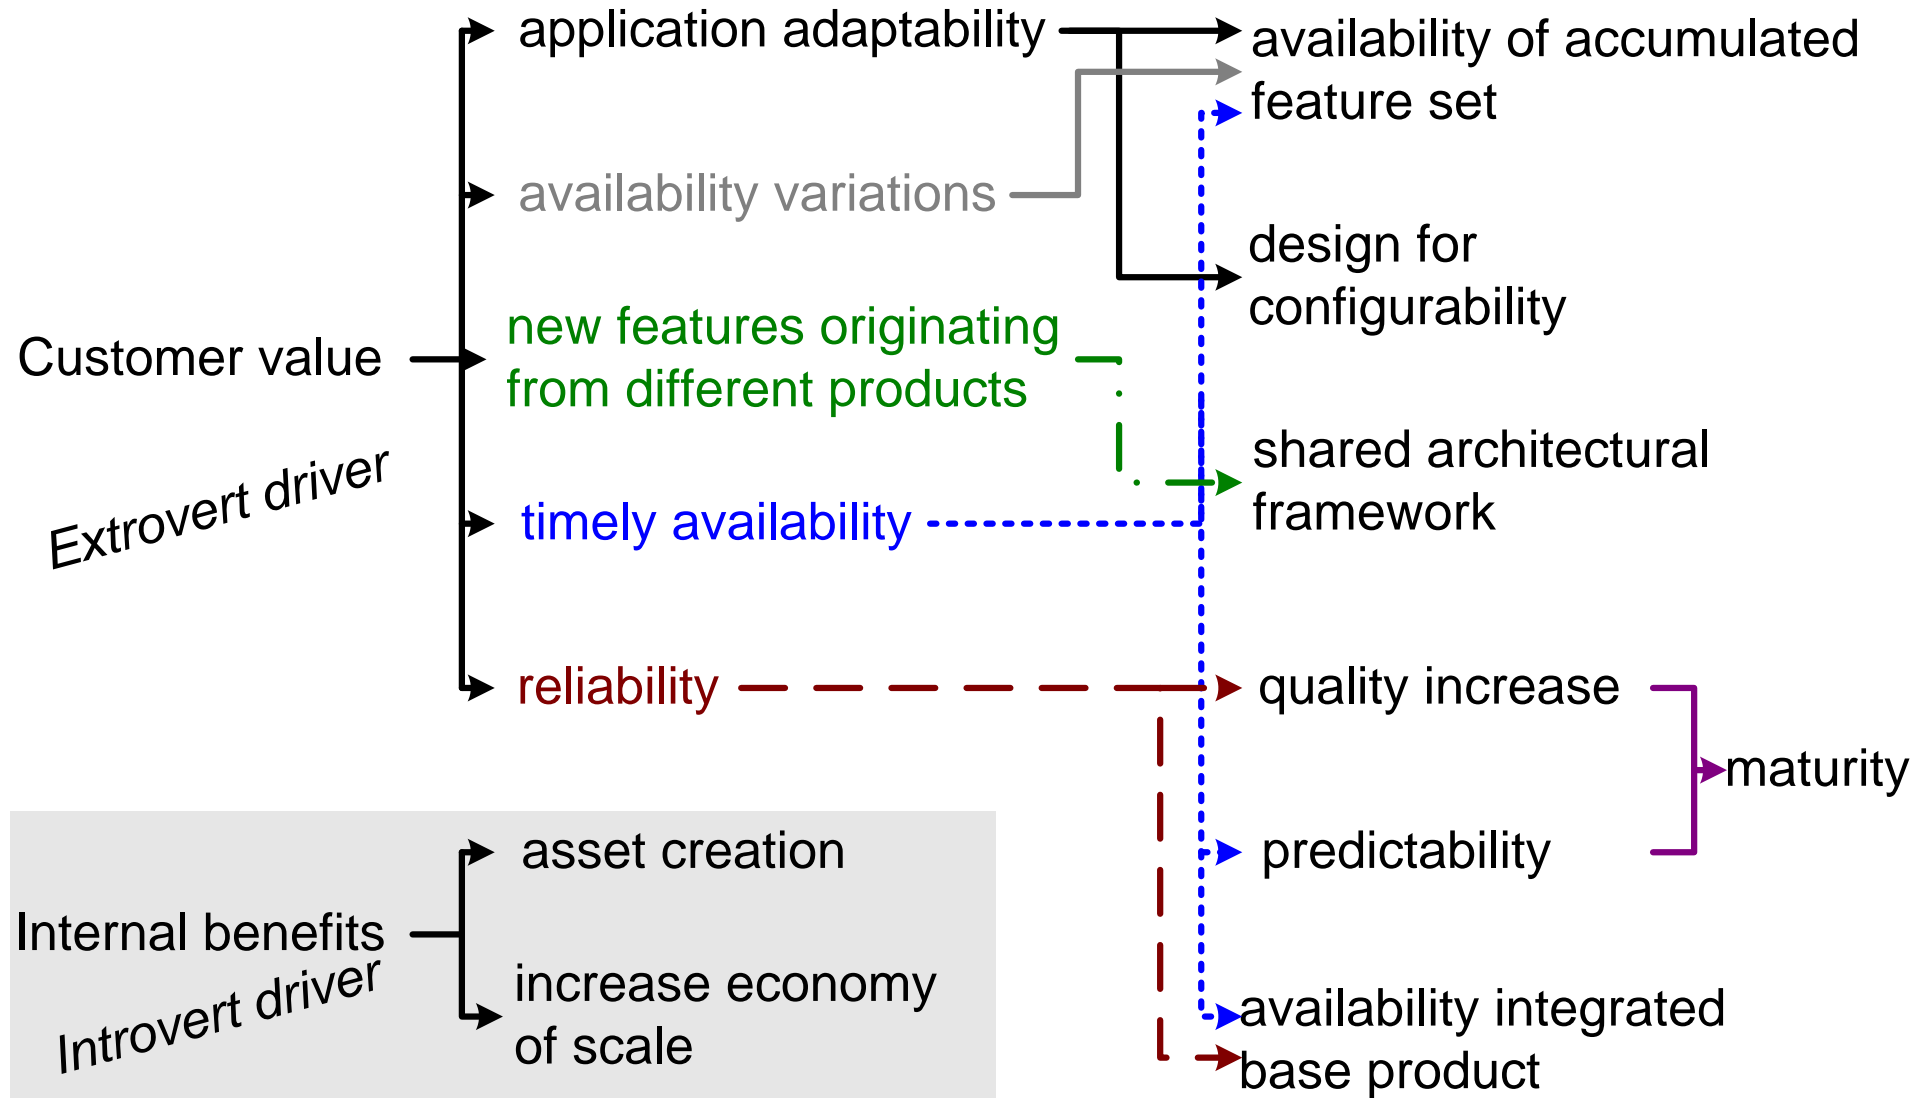 application adaptability
availability of accumulated
feature set
availability variations
design for
configurability
new features originating
from different products
Customer value
shared architectural
framework
Extrovert driver
timely availability
reliability
quality increase
maturity
asset creation
predictability
Internal benefits
Introvert driver
increase economy
of scale
availability integrated
base product